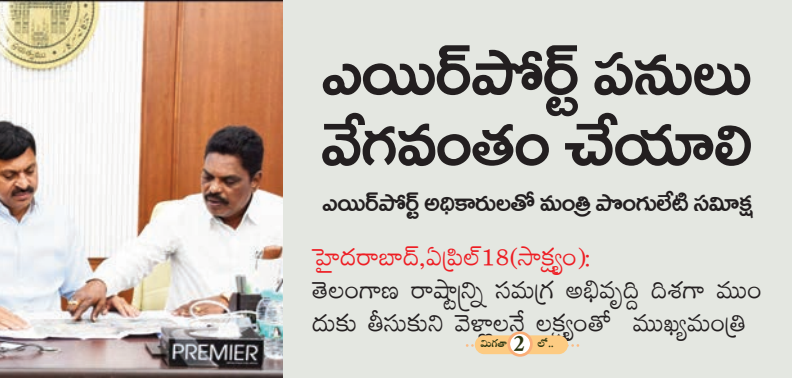 ఎయిర్‌పోర్ట్ పనులు
వేగవంతం చేయాలి
ఎయిర్‌పోర్ట్ అధికారులతో మంత్రి పొంగులేటి సమీక్ష
హైదరాబాద్,ఏప్రిల్18(సాక్ష్యం):
తెలంగాణ రాష్ట్రాన్ని సమగ్ర అభివృద్ది దిశగా ముం
దుకు తీసుకుని వెళ్లాలనే లక్ష్యంతో ముఖ్యమంత్రి
మిగతా 2 లో..
PREMIER